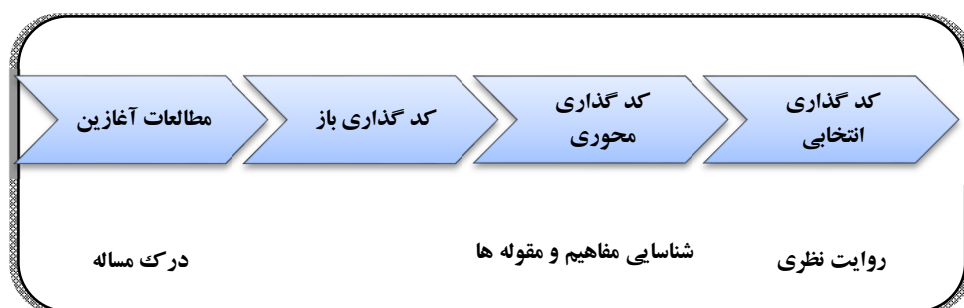 مطالعات آغازین
کد گذاری باز
کد گذاری
محوری
کد گذاری
انتخابی
درک مساله
شناسایی مفاهیم و مقوله ها
روایت نظری